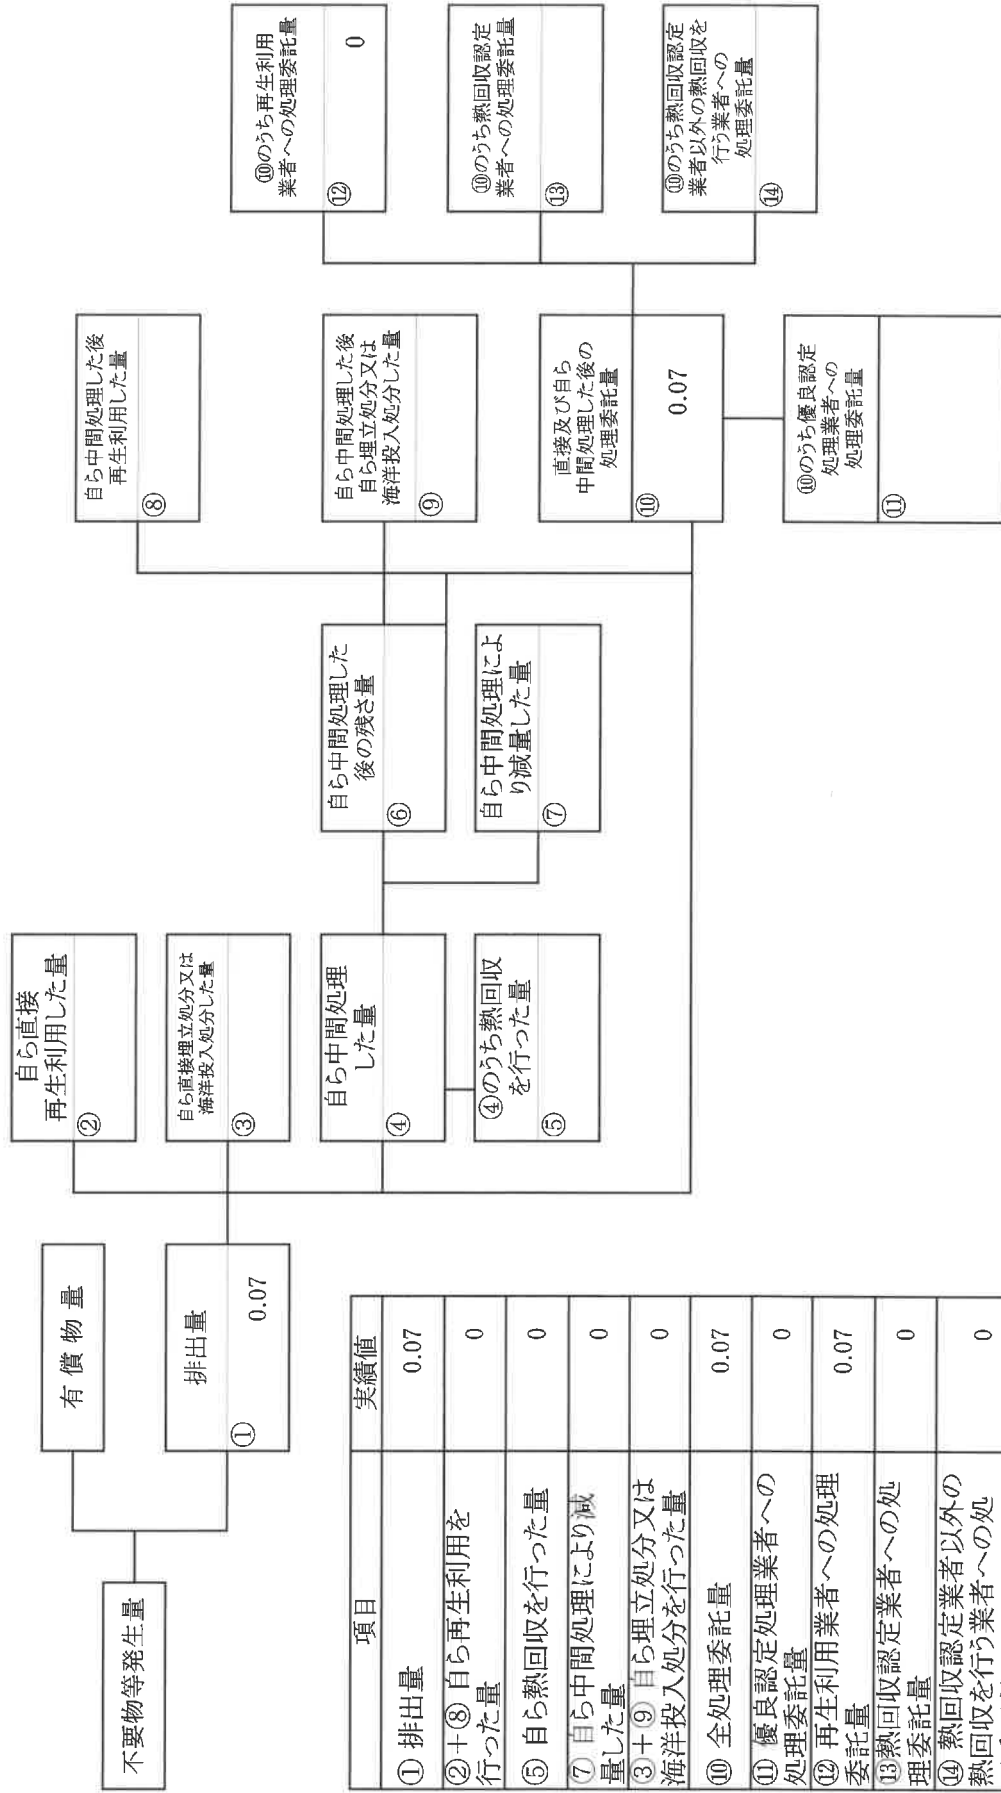 不要物等発生量
有償物量
排出量
①
0.07
自ら直接
再生利用した量
②
自ら直接埋立処分又は
海洋投入処分した量
③
自ら中間処理
した量
④
④のうち熱回収
を行った量
⑤
自ら中間処理した
後の残さ量
⑥
自ら中間処理によ
り減量した量
⑦
自ら中間処理した後
再生利用した量
⑧
自ら中間処理した後
自ら埋立処分又は
海洋投入処分した量
⑨
直接及び自ら
中間処理した後の
処理委託量
⑩
0.07
⑩のうち優良認定
処理業者への
処理委託量
⑪
⑩のうち再生利用
業者への処理委託量
⑫
0
⑩のうち熱回収認定
業者への処理委託量
⑬
⑩のうち熱回収認定
業者以外の熱回収を
行う業者への
処理委託量
⑭
項目 実績値
① 排出量 0.07
②+⑧ 自ら再生利用を
行った量 0
⑤ 自ら熱回収を行った量 0
⑦ 自ら中間処理により減
量した量 0
③+⑨ 自ら埋立処分又は
海洋投入処分を行った量 0
⑩ 全処理委託量 0.07
⑪ 優良認定処理業者への
処理委託量 0
⑫ 再生利用業者への処理
委託量 0.07
⑬熱回収認定業者への処
理委託量 0
⑭ 熱回収認定業者以外の
熱回収を行う業者への処 0